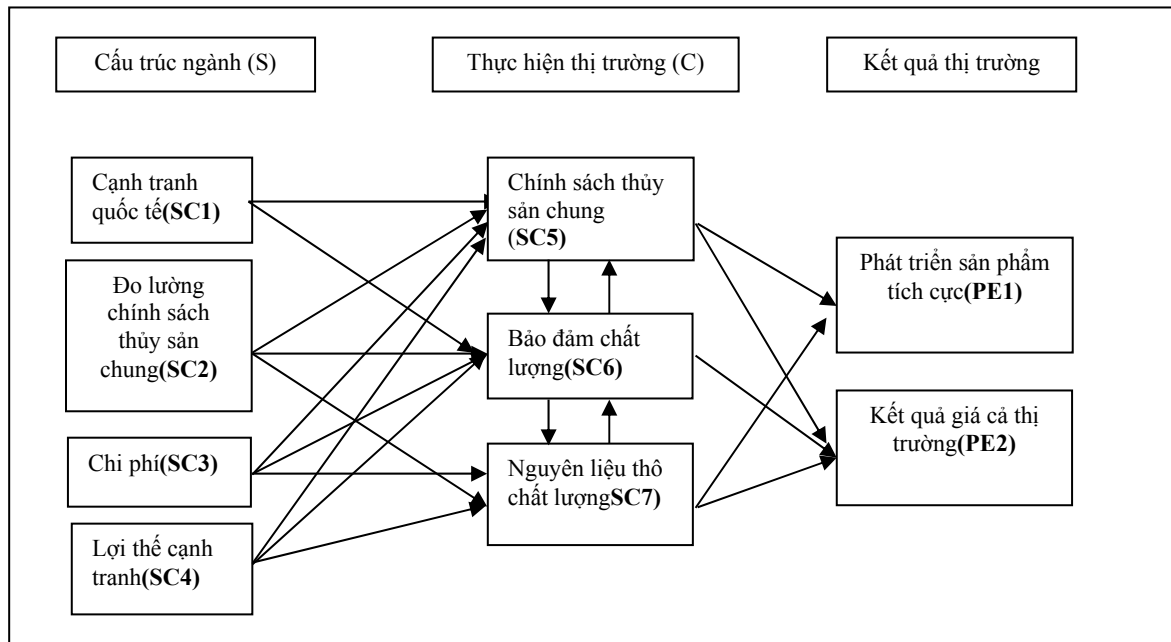 Cấu trúc ngành (S)
Thực hiện thị trường (C)
Kết quả thị trường
Cạnh tranh
quốc tế(SC1)
Đo lường
chính sách
thủy sản
chung(SC2)
Chi phí(SC3)
Lợi thế cạnh
tranh(SC4)
Chính sách thủy
sản chung
(SC5)
Bảo đảm chất
lượng(SC6)
Nguyên liệu thô
chất lượngSC7)
Phát triển sản phẩm
tích cực(PE1)
Kết quả giá cả thị
trường(PE2)